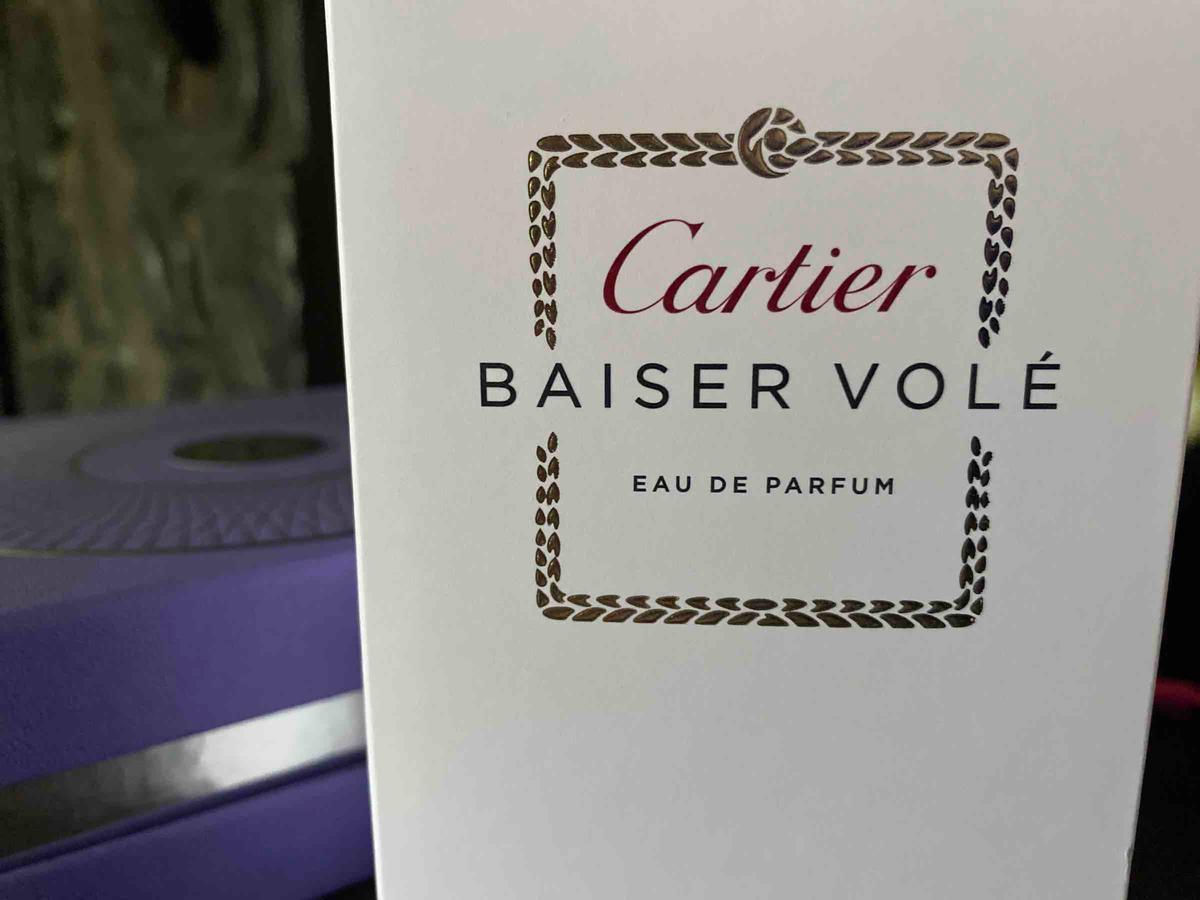 Cartier
BAISER VOLÉ
EAU DE PARFUM